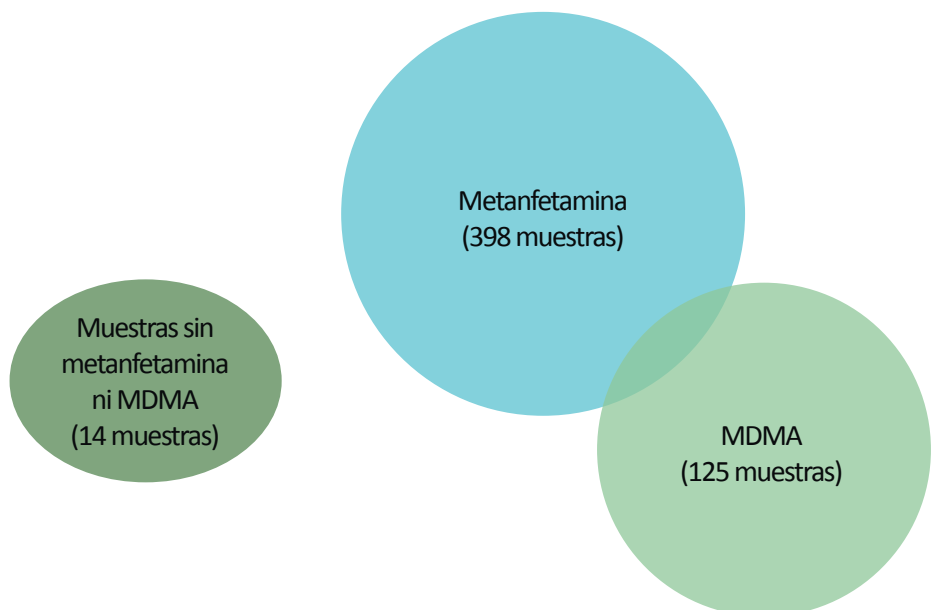 Metanfetamina
(398 muestras)
Muestras sin
metanfetamina
ni MDMA
(14 muestras)
MDMA
(125 muestras)